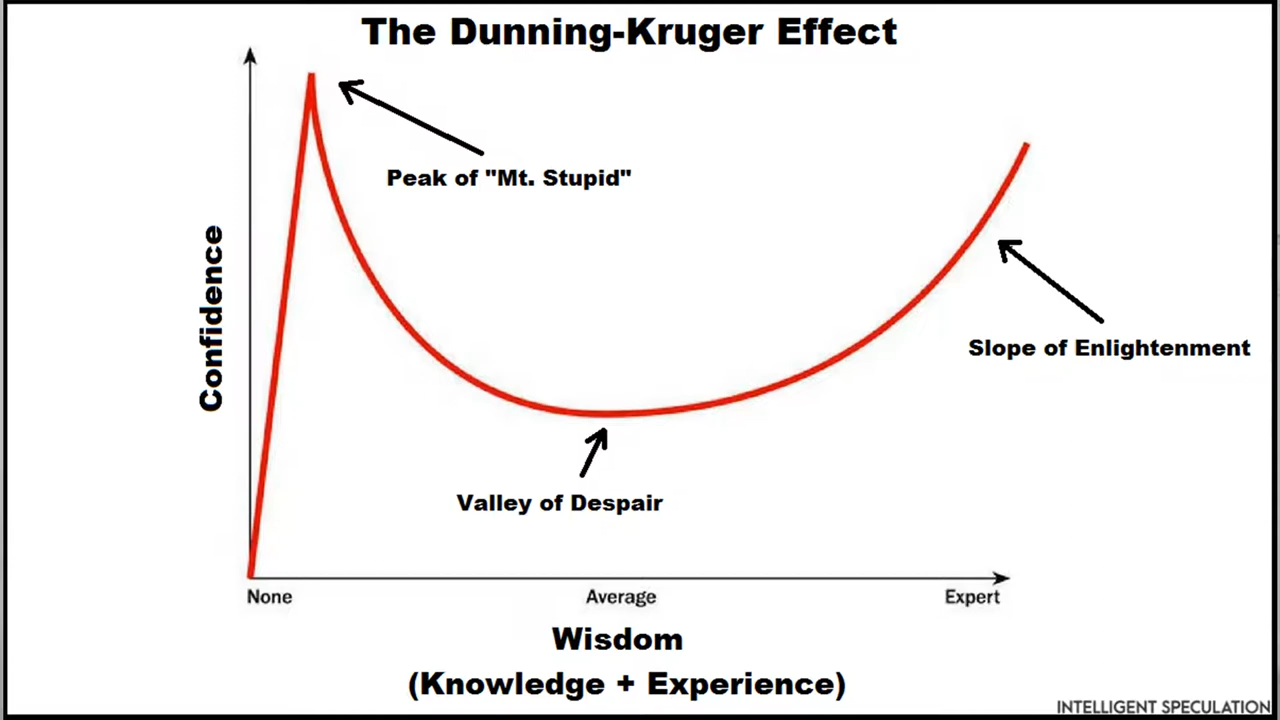 The Dunning-Kruger Effect
Peak of "Mt. Stupid"
Confidence
Slope of Enlightenment
Valley of Despair
None
Average
Expert
Wisdom
(Knowledge + Experience)
INTELLIGENT SPECULATION